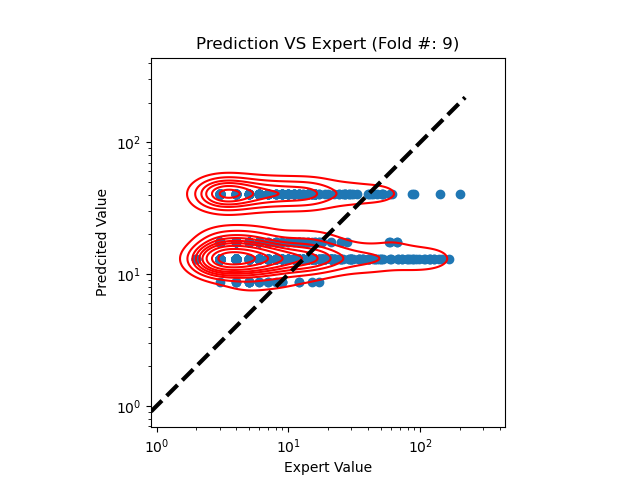 Prediction VS Expert (Fold #: 9)
10²
10¹
10⁰
Predcited Value
10⁰ 10¹ 10²
Expert Value